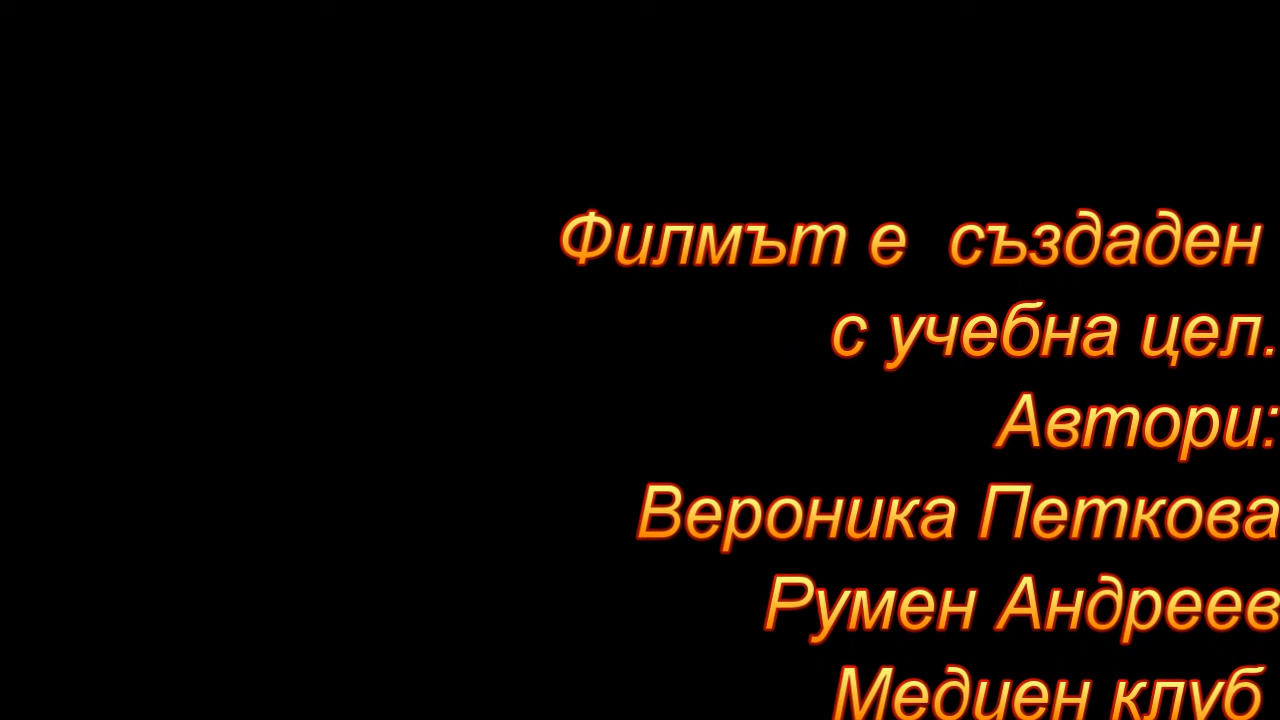 Филмът е  създаден
с учебна цел.
Автори:
Вероника Петкова
Румен Андреев
Медиен клуб